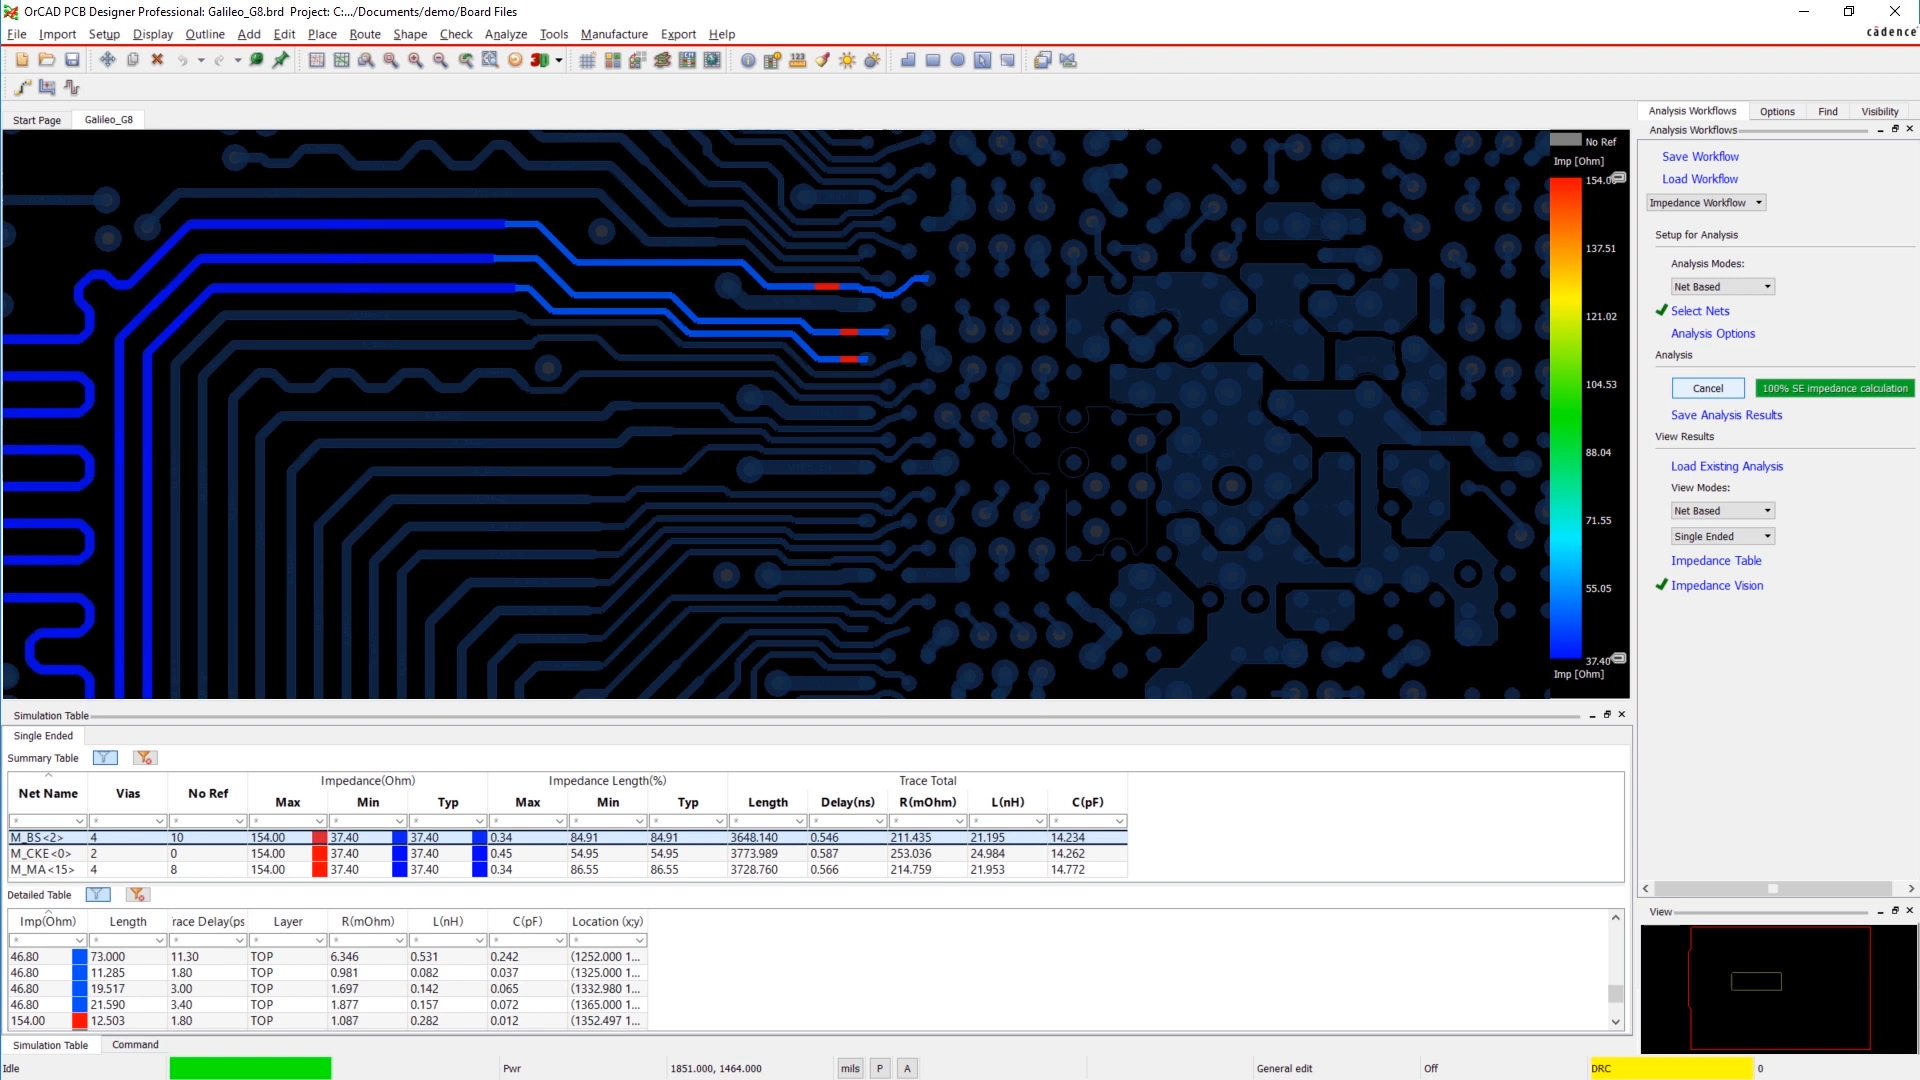 OrCAD PCB Designer Professional: Galileo_G8.brd Project: C:.../Documents/demo/Board Files
File Import Setup Display Outline Add Edit Place Route Shape Check Analyze Tools Manufacture Export Help
cādence
3D
123
Start Page Galileo_G8
Analysis Workflows Options Find Visibility
Analysis Workflows
Save Workflow
Load Workflow
Impedance Workflow
Setup for Analysis
Analysis Modes:
Net Based
Select Nets
Analysis Options
Analysis
Cancel 100% SE impedance calculation
Save Analysis Results
View Results
Load Existing Analysis
View Modes:
Net Based
Single Ended
Impedance Table
Impedance Vision
No Ref
Imp [Ohm]
154.00
137.51
121.02
104.53
88.04
71.55
55.05
37.40
Imp [Ohm]
Simulation Table
Single Ended
Summary Table
Impedance(Ohm) Impedance Length(%) Trace Total
Net Name Vias No Ref Max Min Typ Max Min Typ Length Delay(ns) R(mOhm) L(nH) C(pF)
* * * * * * * * * * * * * *
M_BS<2> 4 10 154.00 37.40 37.40 0.34 84.91 84.91 3648.140 0.546 211.435 21.195 14.234
M_CKE<0> 2 0 154.00 37.40 37.40 0.45 54.95 54.95 3773.989 0.587 253.036 24.984 14.262
M_MA<15> 4 8 154.00 37.40 37.40 0.34 86.55 86.55 3728.760 0.566 214.759 21.953 14.772
Detailed Table
Imp(Ohm) Length race Delay(ps Layer R(mOhm) L(nH) C(pF) Location (x;y)
* * * * * * * *
46.80 73.000 11.30 TOP 6.346 0.531 0.242 (1252.000 1...
46.80 11.285 1.80 TOP 0.981 0.082 0.037 (1325.000 1...
46.80 19.517 3.00 TOP 1.697 0.142 0.065 (1332.980 1...
46.80 21.590 3.40 TOP 1.877 0.157 0.072 (1365.000 1...
154.00 12.503 1.80 TOP 1.087 0.282 0.012 (1352.497 1...
View
Simulation Table Command
Idle Pwr 1851.000, 1464.000 mils P A General edit Off DRC 0